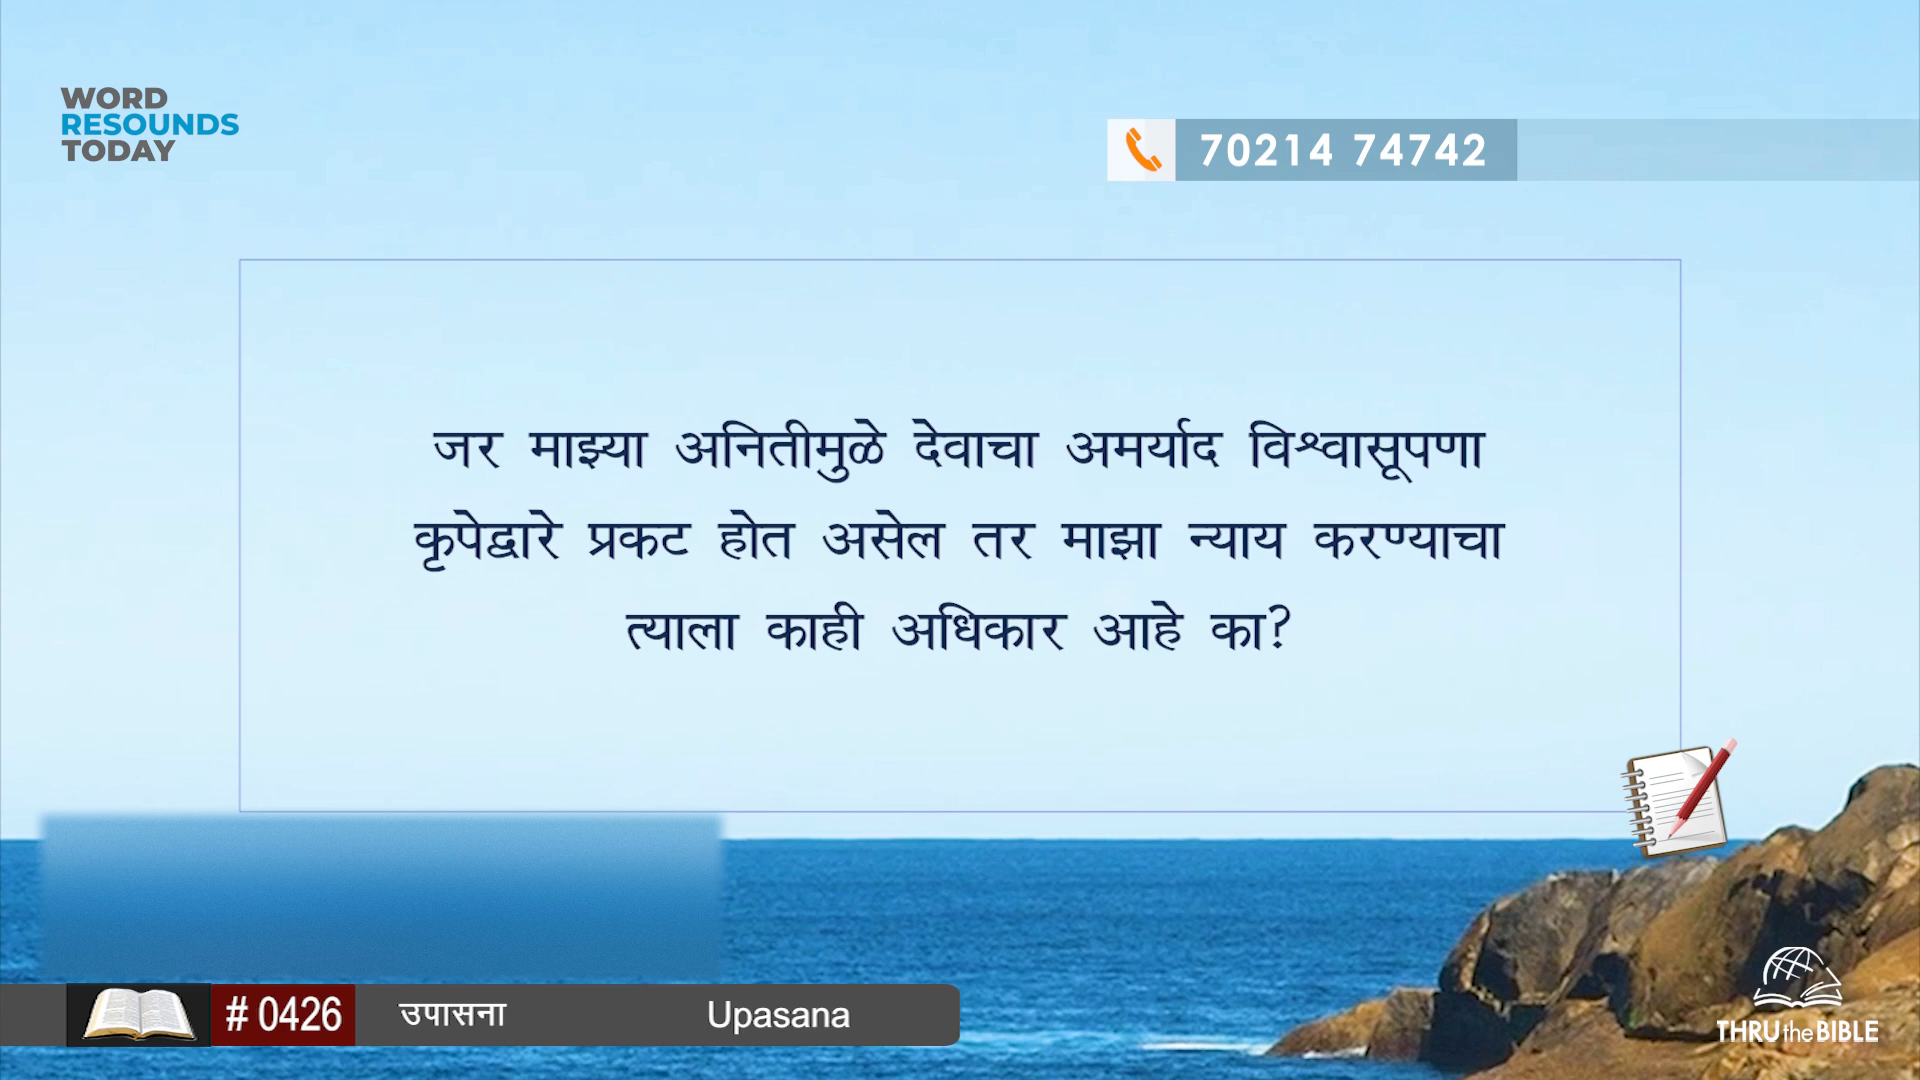 WORD
RESOUNDS
TODAY
70214 74742
जर माझ्या अनितीमुळे देवाचा अमर्याद विश्वासूपणा
कृपेद्वारे प्रकट होत असेल तर माझा न्याय करण्याचा
त्याला काही अधिकार आहे का?
# 0426 उपासना Upasana
THRU the BIBLE